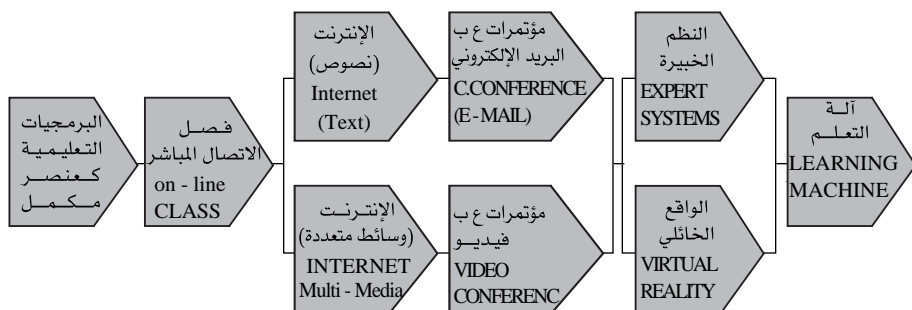 البرمجيات
التعليمية
كعنصر
مكمل
فصل
الاتصال المباشر
on - line
CLASS
الإنترنت
(نصوص)
Internet
(Text)
مؤتمرات ع ب
البريد الإلكتروني
C.CONFERENCE
(E - MAIL)
الإنترنت
(وسائط متعددة)
INTERNET
Multi - Media
مؤتمرات ع ب
فيديو
VIDEO
CONFERENC
النظم
الخبيرة
EXPERT
SYSTEMS
الواقع
الخائلي
VIRTUAL
REALITY
آلة
التعلم
LEARNING
MACHINE